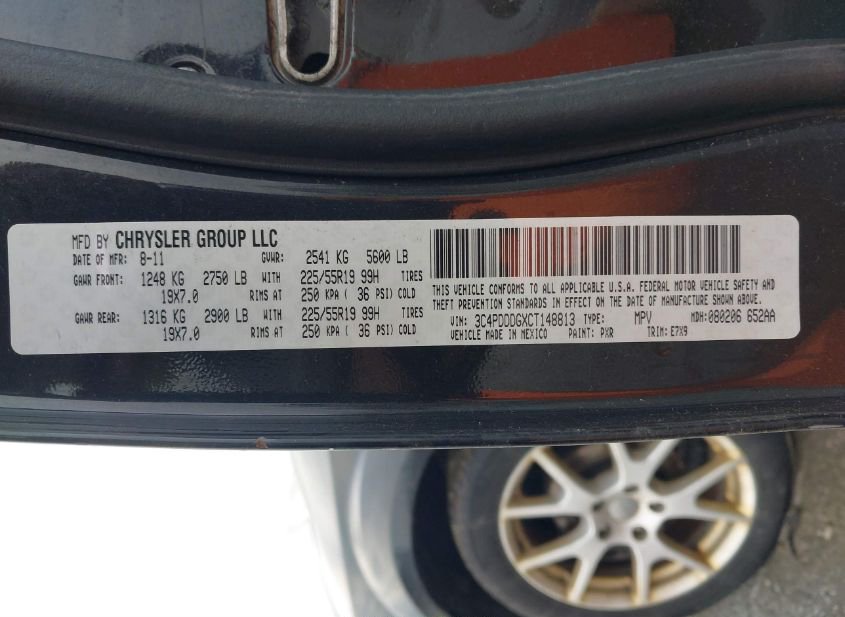 MFD BY CHRYSLER GROUP LLC
DATE OF MFR: 8-11 GVWR: 2541 KG 5600 LB
GAWR FRONT: 1248 KG 2750 LB WITH 225/55R19 99H TIRES
19X7.0 RIMS AT 250 KPA ( 36 PSI) COLD
GAWR REAR: 1316 KG 2900 LB WITH 225/55R19 99H TIRES
19X7.0 RIMS AT 250 KPA ( 36 PSI) COLD
THIS VEHICLE CONFORMS TO ALL APPLICABLE U.S.A. FEDERAL MOTOR VEHICLE SAFETY AND
THEFT PREVENTION STANDARDS IN EFFECT ON THE DATE OF MANUFACTURE SHOWN ABOVE.
VIN: 3C4PDDDGXCT148813 TYPE: MPV MDH: 080206 652AA
VEHICLE MADE IN MEXICO PAINT: PXR TRIM: E7X9